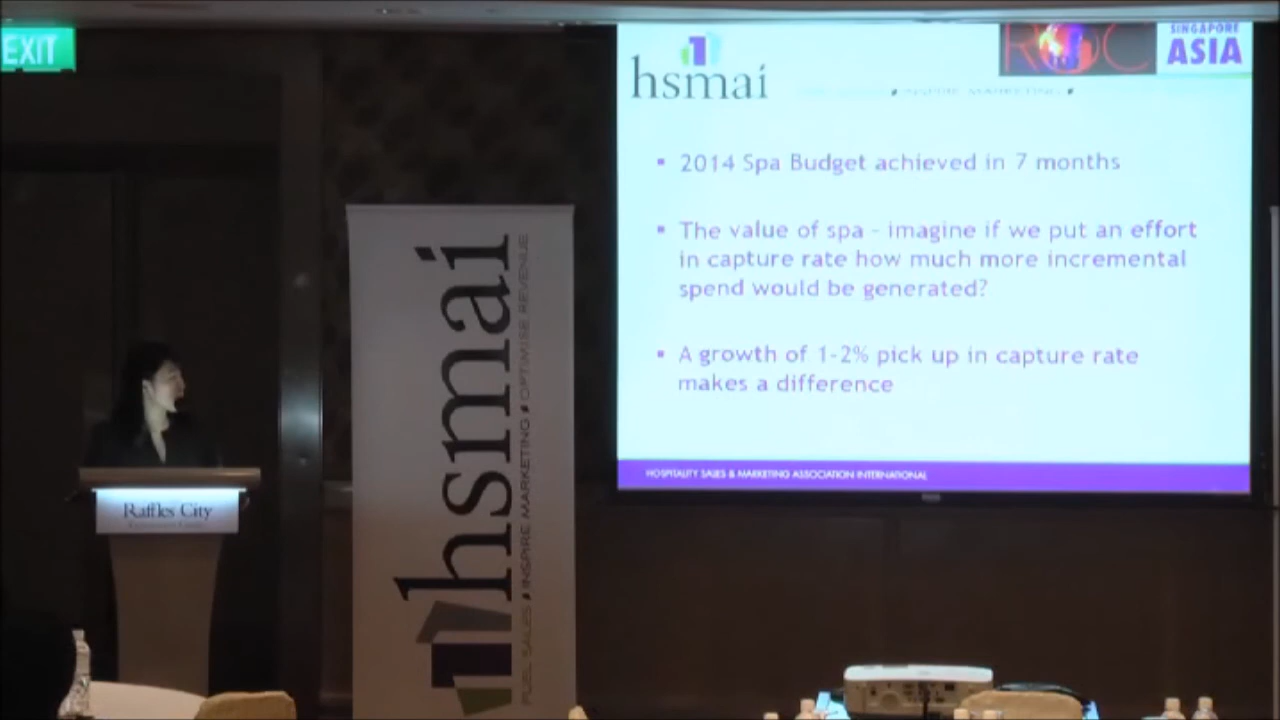 EXIT
hsmai
ROC
SINGAPORE
ASIA
INSPIRE MARKETING
▪ 2014 Spa Budget achieved in 7 months
▪ The value of spa - imagine if we put an effort
in capture rate how much more incremental
spend would be generated?
▪ A growth of 1-2% pick up in capture rate
makes a difference
HOSPITALITY SALES & MARKETING ASSOCIATION INTERNATIONAL
hsmai
FUEL SALES INSPIRE MARKETING OPTIMISE REVENUE
Raffles City